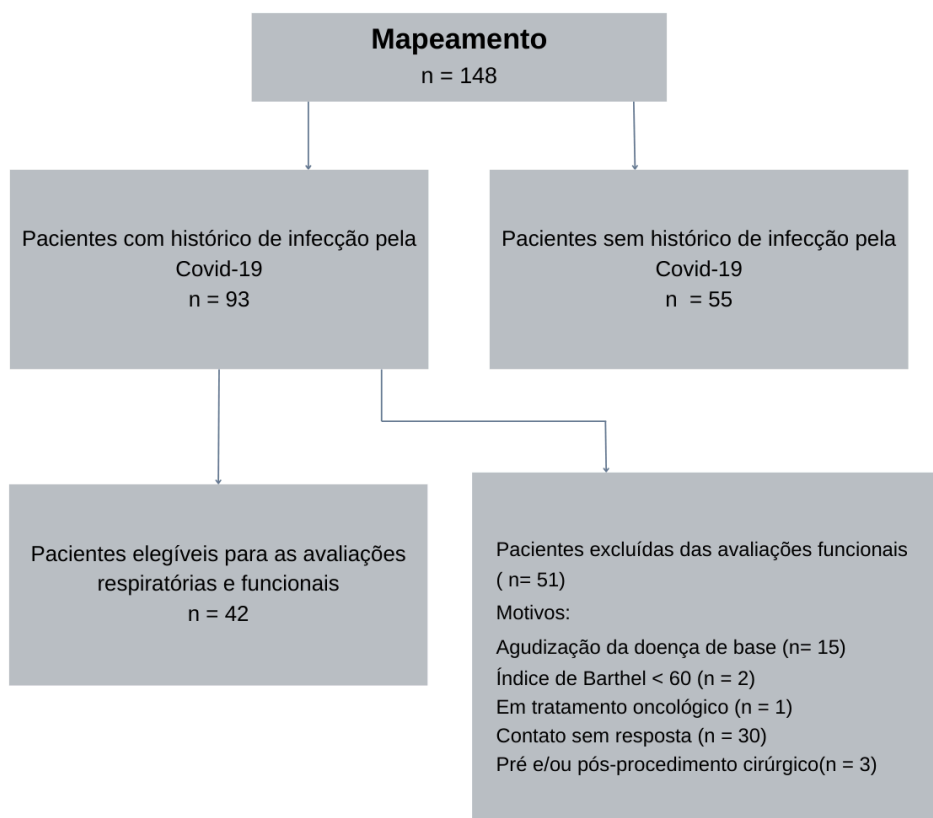 Mapeamento
n = 148
Pacientes com histórico de infecção pela
Covid-19
n = 93
Pacientes sem histórico de infecção pela
Covid-19
n  = 55
Pacientes elegíveis para as avaliações
respiratórias e funcionais
n = 42
Pacientes excluídas das avaliações funcionais
( n= 51)
Motivos:
Agudização da doença de base (n= 15)
Índice de Barthel < 60 (n = 2)
Em tratamento oncológico (n = 1)
Contato sem resposta (n = 30)
Pré e/ou pós-procedimento cirúrgico(n = 3)